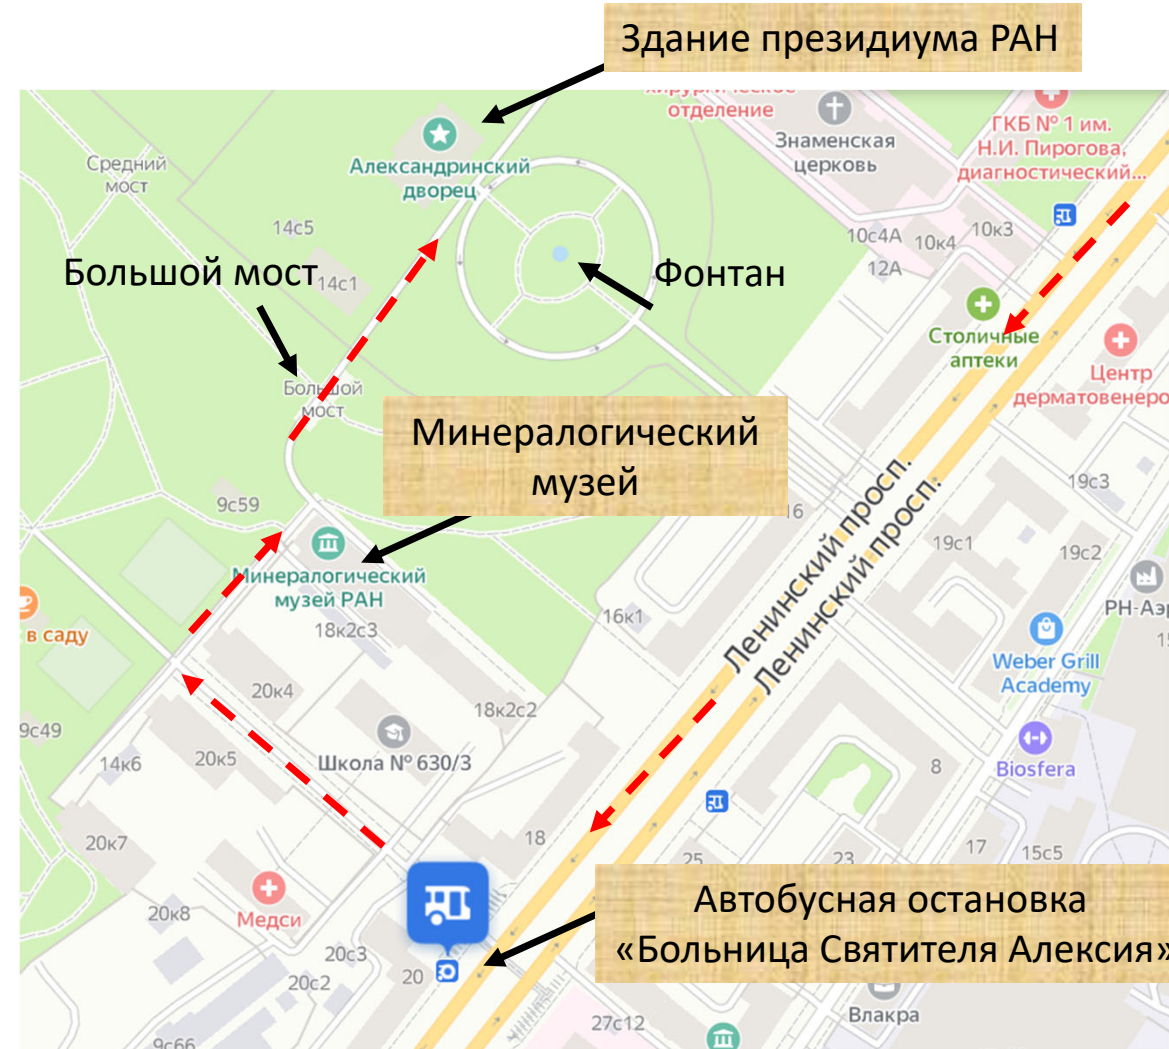 Здание президиума РАН
отделение
Знаменская
церковь
ГКБ № 1 им.
Н.И. Пирогова,
диагностический...
Средний
мост
Александринский
дворец
14с5
10с4А
10к4
10к3
12А
Большой мост
14с1
Фонтан
Столичные
аптеки
Большой
мост
Центр
дерматовенеро
Минералогический
музей
9с59
16
19с3
Ленинский просп.
Ленинский просп.
19с1
19с2
Минералогический
музей РАН
18к2с3
16к1
РН-Аэр
в саду
Weber Grill
Academy
20к4
18к2с2
9с49
14к6
20к5
Школа № 630/3
8
Biosfera
20к7
18
25
23
17
15с5
Медси
20к8
Автобусная остановка
«Больница Святителя Алексия»
20с3
20с2
20
27с12
Влакра
9с66